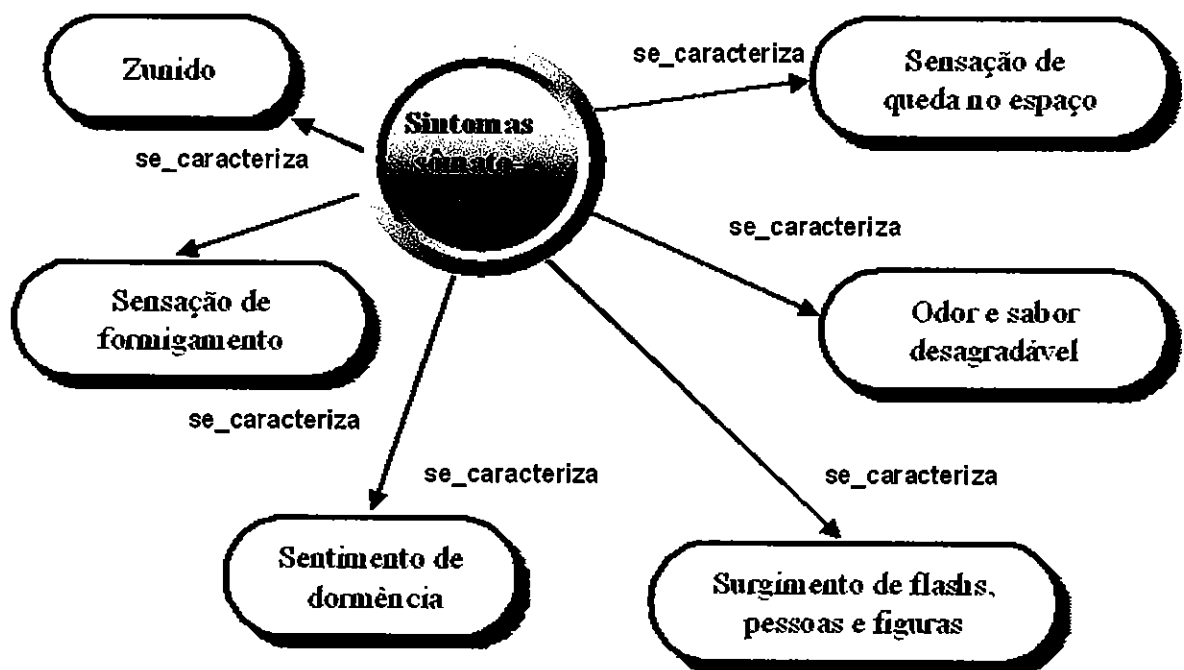 Zunido
se_caracteriza
Sensação de
queda no espaço
Sintomas
sômato-
se_caracteriza
se_caracteriza
Odor e sabor
desagradável
Sensação de
formigamento
se_caracteriza
se_caracteriza
se_caracteriza
Sentimento de
dormência
Surgimento de flashs,
pessoas e figuras